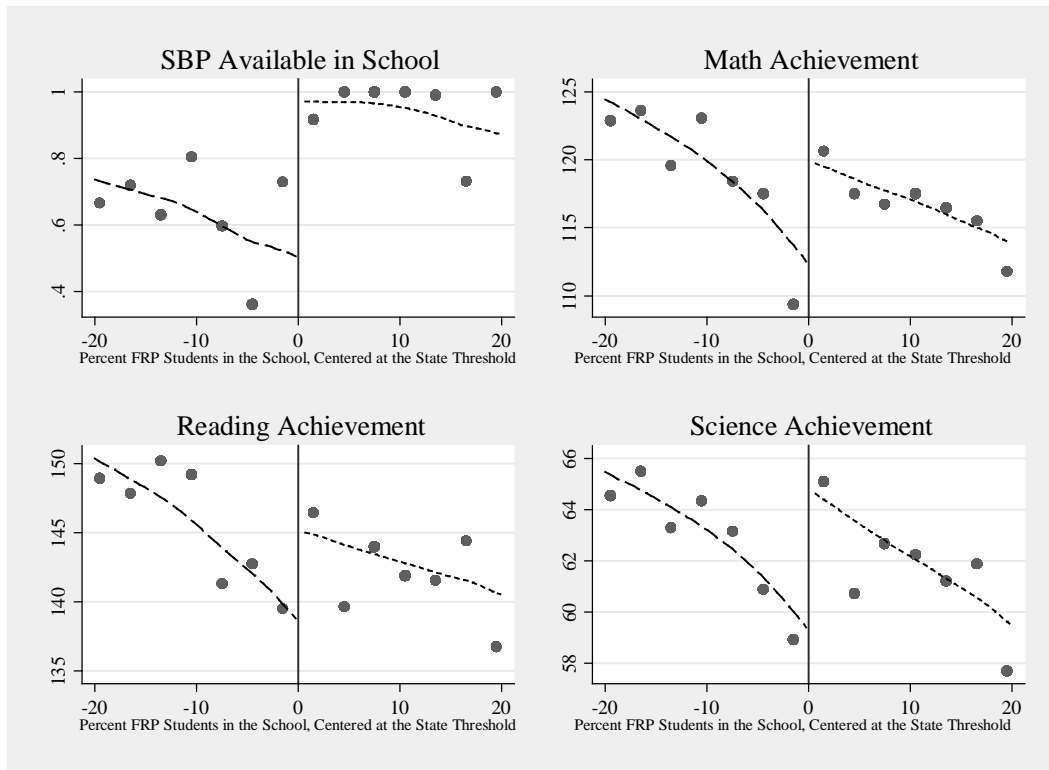 SBP Available in School
1
.8
.6
.4
-20 -10 0 10 20
Percent FRP Students in the School, Centered at the State Threshold
Math Achievement
125
120
115
110
-20 -10 0 10 20
Percent FRP Students in the School, Centered at the State Threshold
Reading Achievement
150
145
140
135
-20 -10 0 10 20
Percent FRP Students in the School, Centered at the State Threshold
Science Achievement
66
64
62
60
58
-20 -10 0 10 20
Percent FRP Students in the School, Centered at the State Threshold